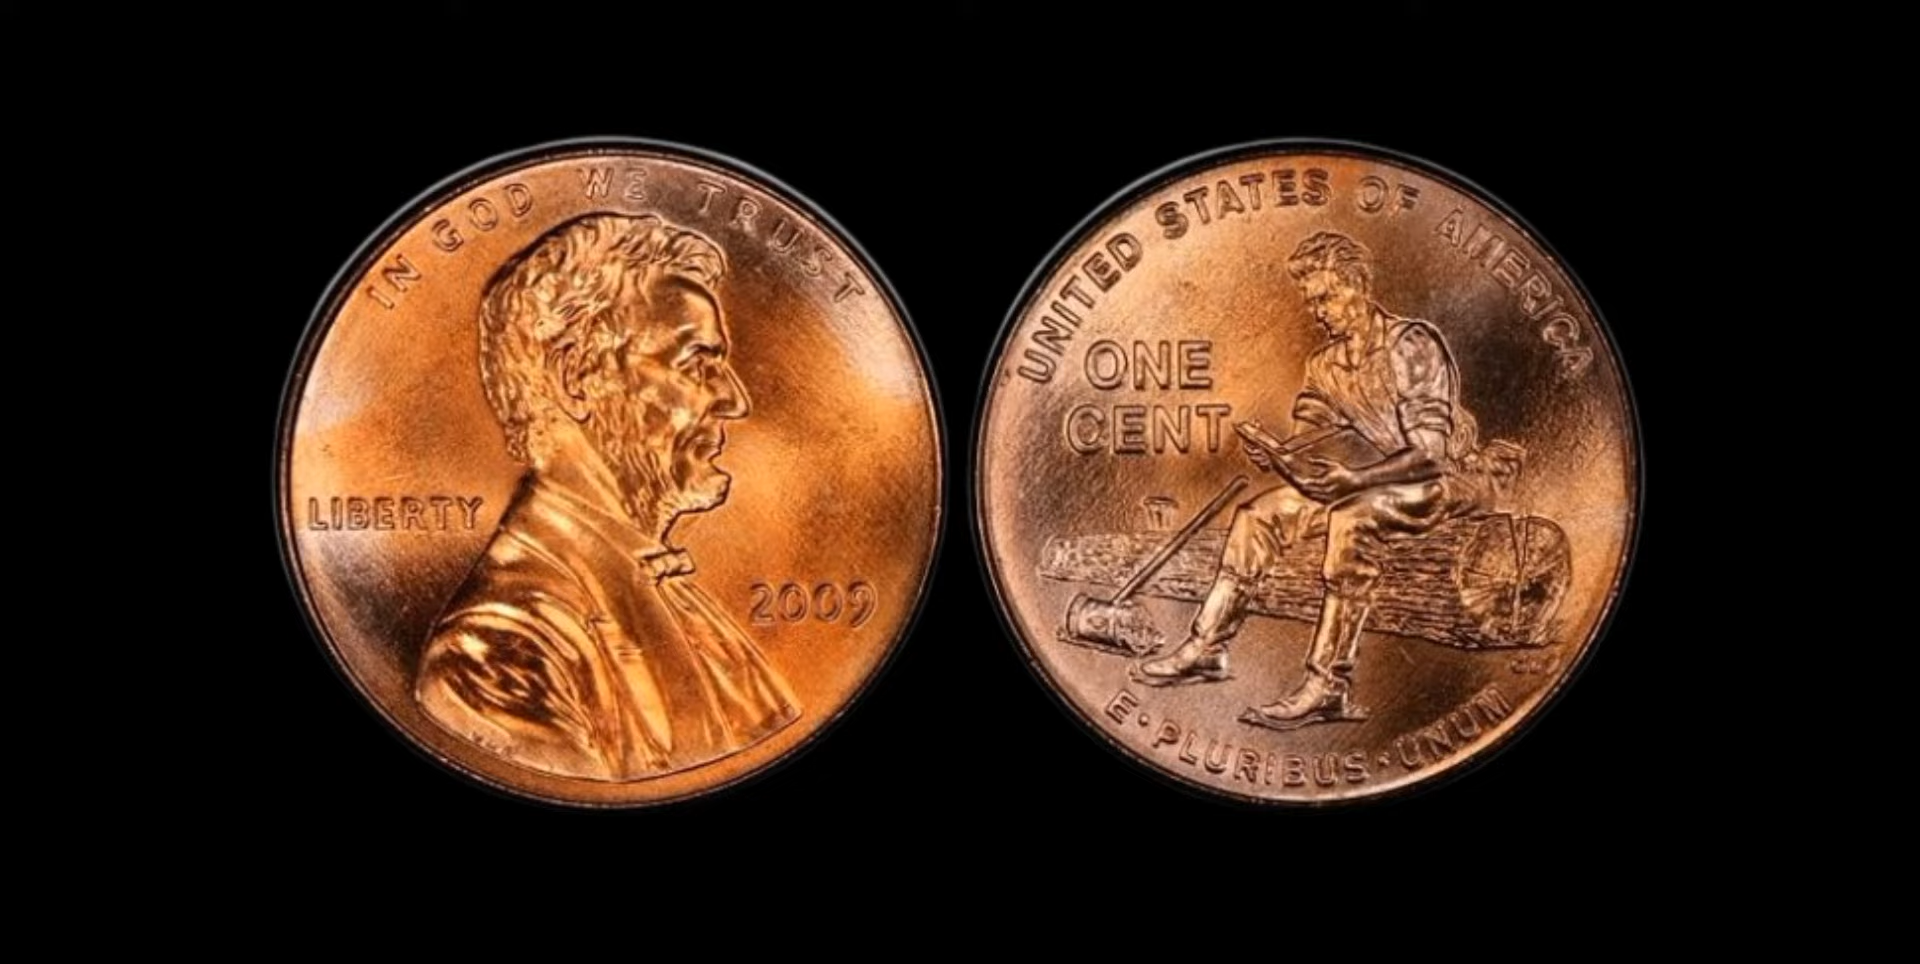 IN GOD WE TRUST
LIBERTY
2009
UNITED STATES OF AMERICA
ONE
CENT
E·PLURIBUS·UNUM